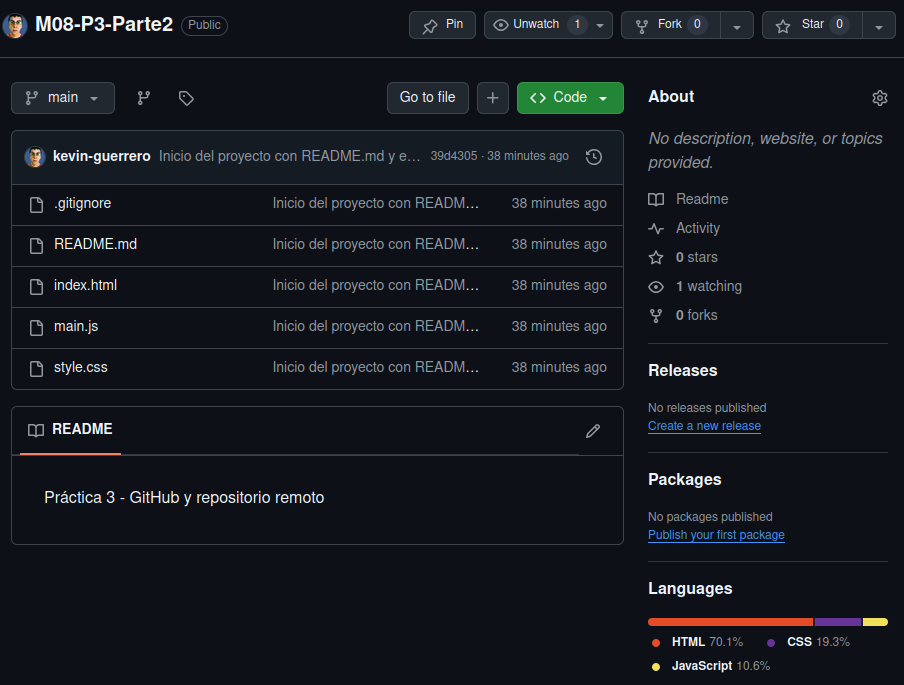 M08-P3-Parte2 Public Pin Unwatch 1 Fork 0 Star 0
main Go to file + Code
kevin-guerrero Inicio del proyecto con README.md y e... 39d4305 · 38 minutes ago
.gitignore Inicio del proyecto con READM... 38 minutes ago
README.md Inicio del proyecto con READM... 38 minutes ago
index.html Inicio del proyecto con READM... 38 minutes ago
main.js Inicio del proyecto con READM... 38 minutes ago
style.css Inicio del proyecto con READM... 38 minutes ago
README
Práctica 3 - GitHub y repositorio remoto
About
No description, website, or topics
provided.
Readme
Activity
0 stars
1 watching
0 forks
Releases
No releases published
Create a new release
Packages
No packages published
Publish your first package
Languages
HTML 70.1% CSS 19.3%
JavaScript 10.6%